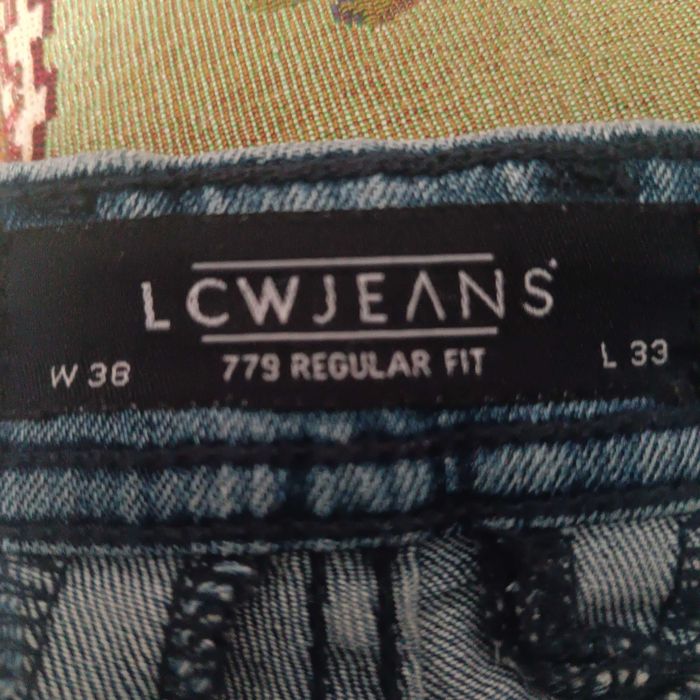 LCWJEANS
W 38
779 REGULAR FIT
L 33